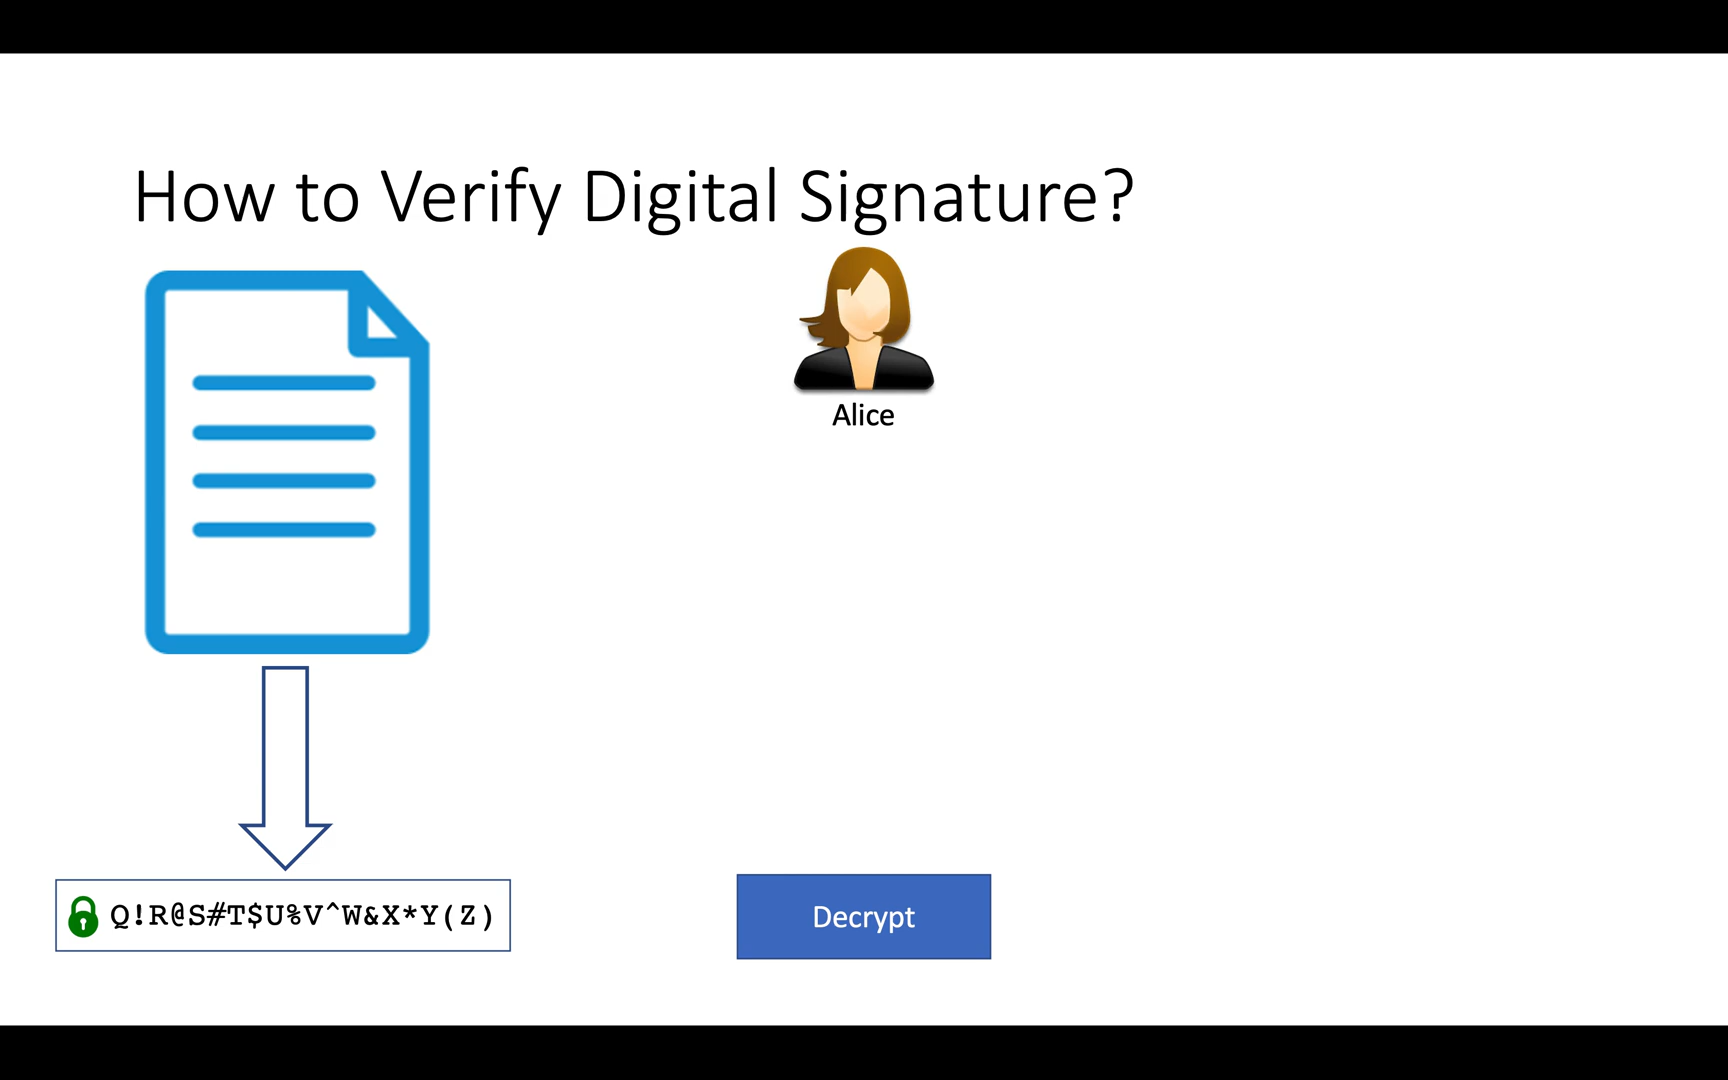 How to Verify Digital Signature?
Alice
Q!R@S#T$U%V^W&X*Y(Z)
Decrypt